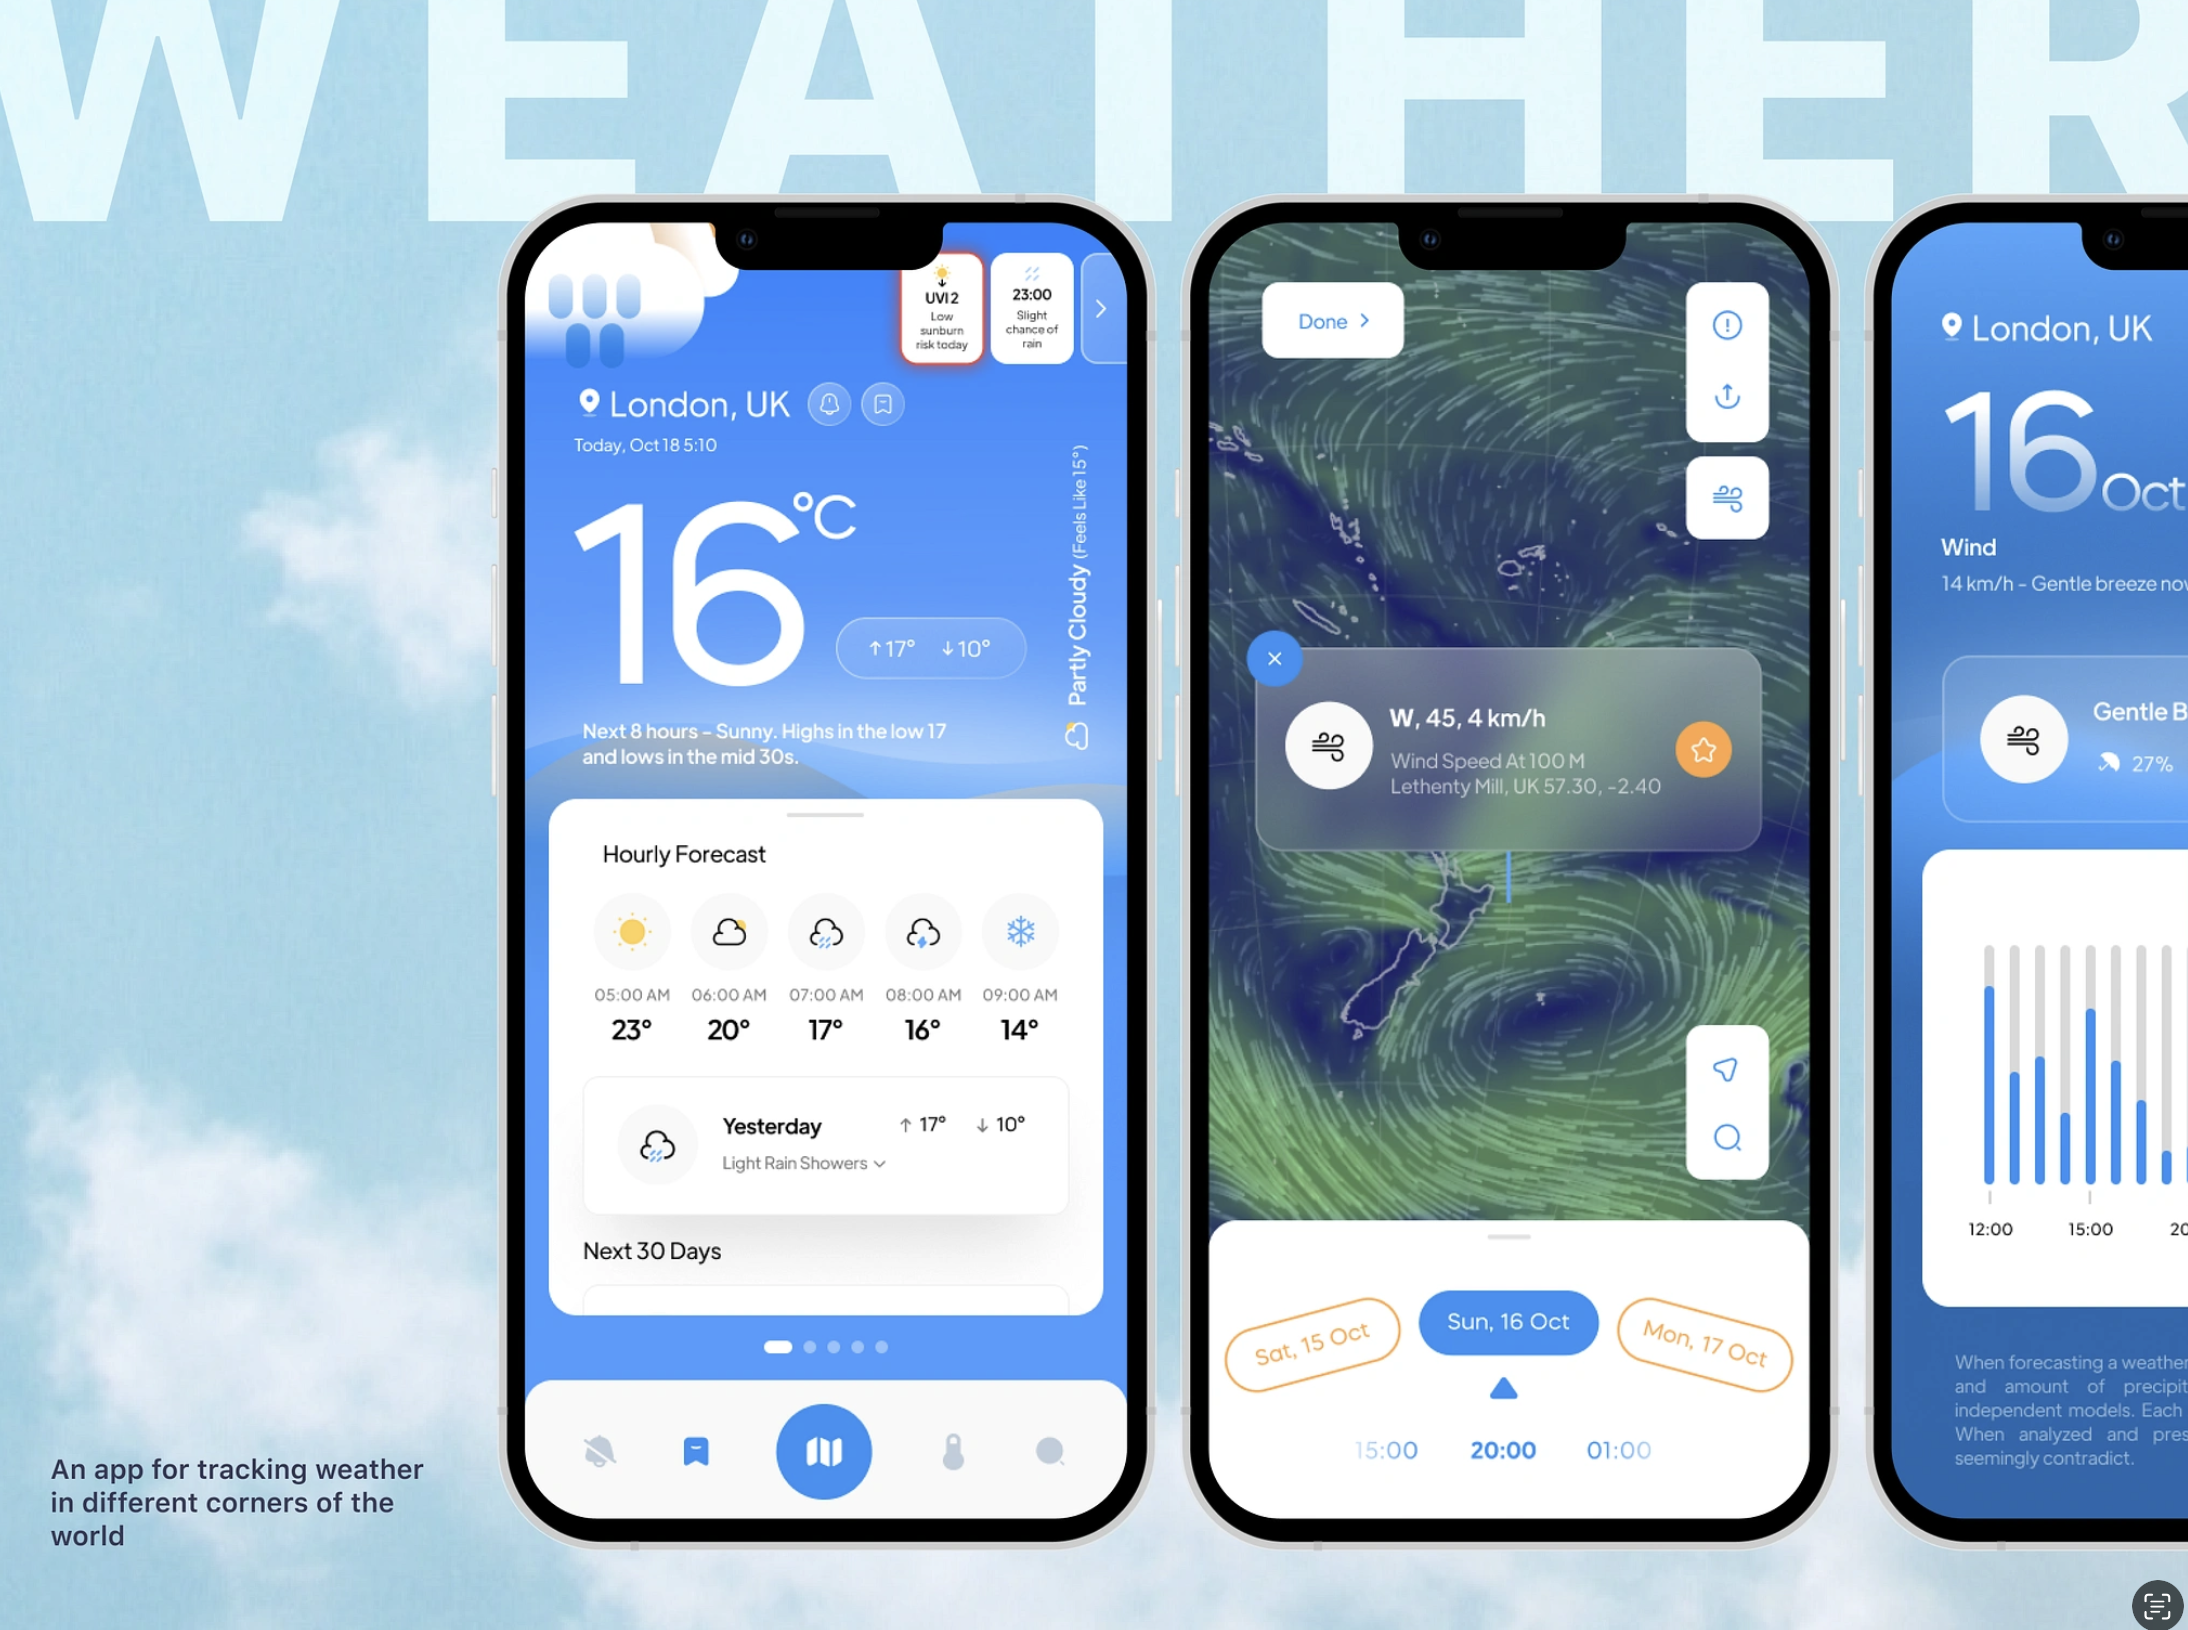 WEATHER
UVI 2
Low
sunburn
risk today
23:00
Slight
chance of
rain
London, UK
Today, Oct 18 5:10
16°C
↑17° ↓10°
Partly Cloudy (Feels Like 15°)
Next 8 hours – Sunny. Highs in the low 17
and lows in the mid 30s.
Hourly Forecast
05:00 AM 06:00 AM 07:00 AM 08:00 AM 09:00 AM
23° 20° 17° 16° 14°
Yesterday ↑ 17° ↓ 10°
Light Rain Showers
Next 30 Days
Done
W, 45, 4 km/h
Wind Speed At 100 M
Lethenty Mill, UK 57.30, -2.40
Sat, 15 Oct
Sun, 16 Oct
Mon, 17 Oct
15:00 20:00 01:00
London, UK
16 Oct
Wind
14 km/h - Gentle breeze
Gentle
27%
12:00 15:00
When forecasting a weather
and amount of
independent models. Each
When analyzed and
seemingly contradict.
An app for tracking weather
in different corners of the
world